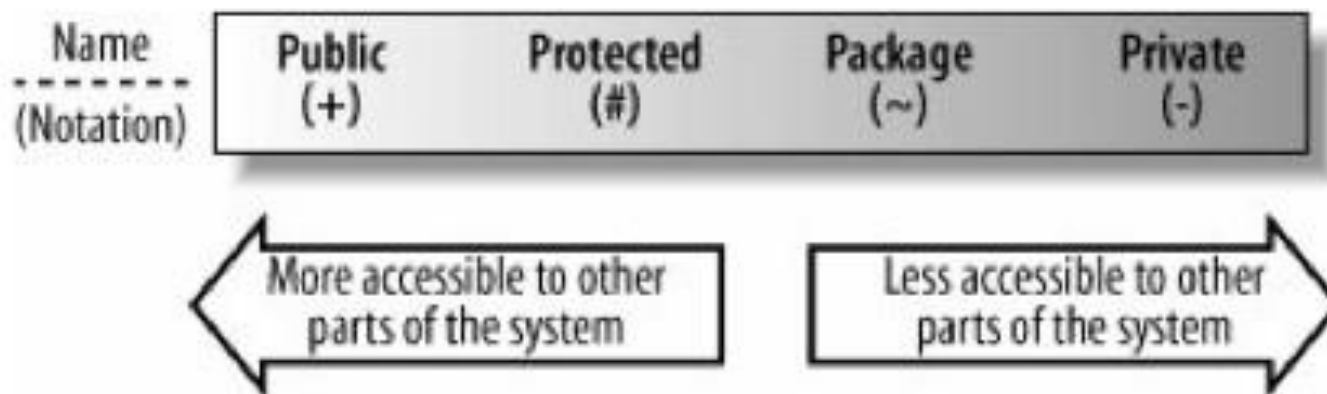 Name
(Notation)
Public
(+)
Protected
(#)
Package
(~)
Private
(-)
More accessible to other
parts of the system
Less accessible to other
parts of the system